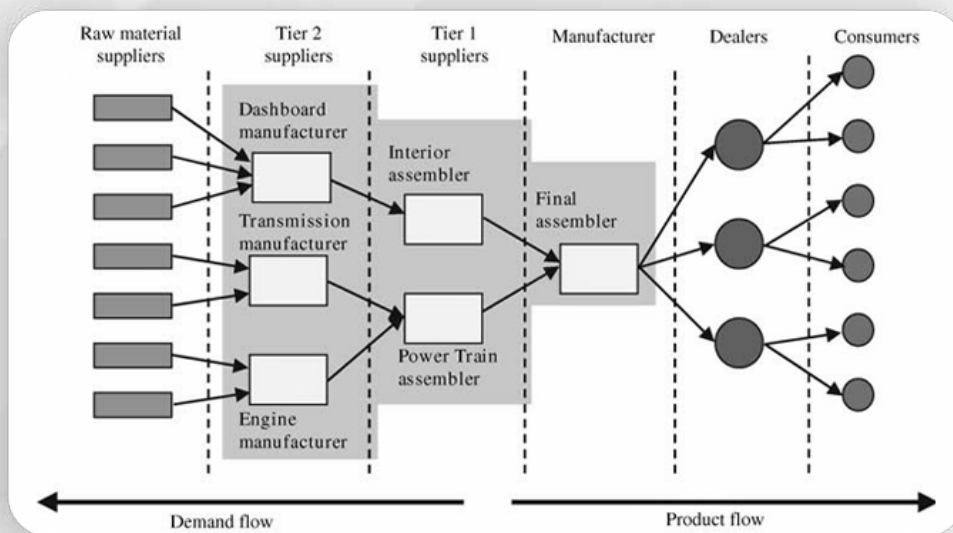 Raw material
suppliers
Tier 2
suppliers
Tier 1
suppliers
Manufacturer
Dealers
Consumers
Dashboard
manufacturer
Interior
assembler
Final
assembler
Transmission
manufacturer
Power Train
assembler
Engine
manufacturer
Demand flow
Product flow